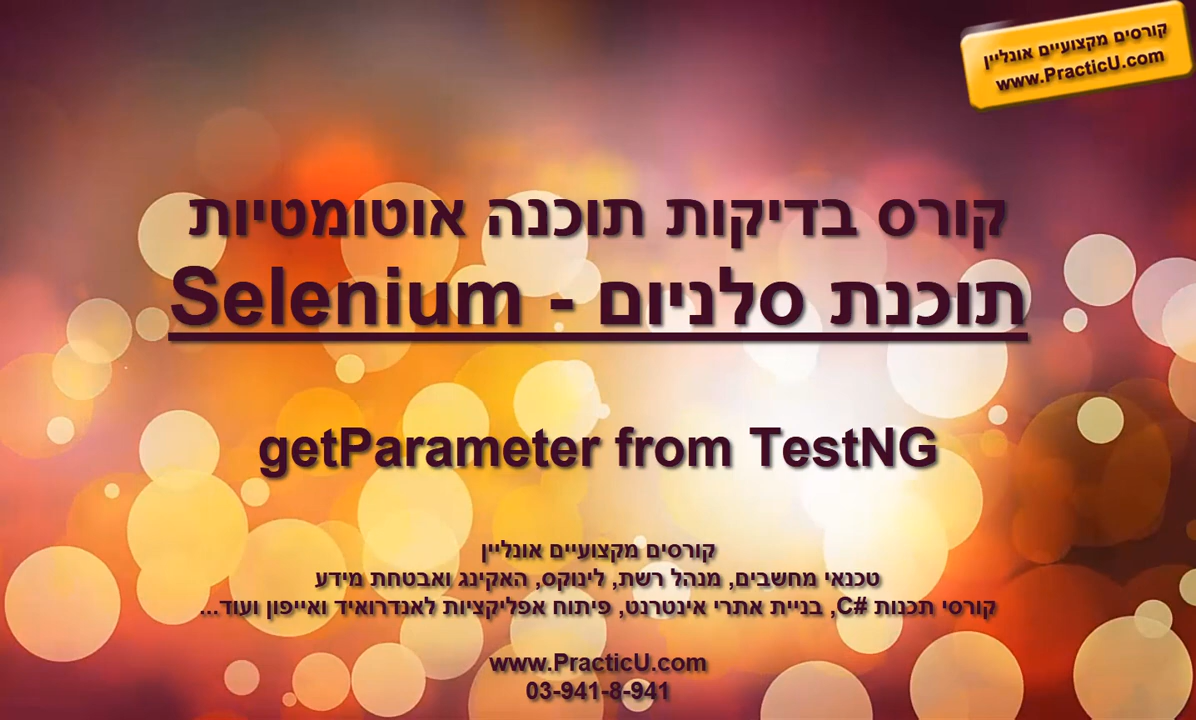 קורסים מקצועיים אונליין
www.PracticU.com
קורס בדיקות תוכנה אוטומטיות
תוכנת סלניום - Selenium
getParameter from TestNG
קורסים מקצועיים אונליין
טכנאי מחשבים, מנהל רשת, לינוקס, האקינג ואבטחת מידע
קורסי תכנות C#, בניית אתרי אינטרנט, פיתוח אפליקציות לאנדרואיד ואייפון ועוד...
www.PracticU.com
03-941-8-941